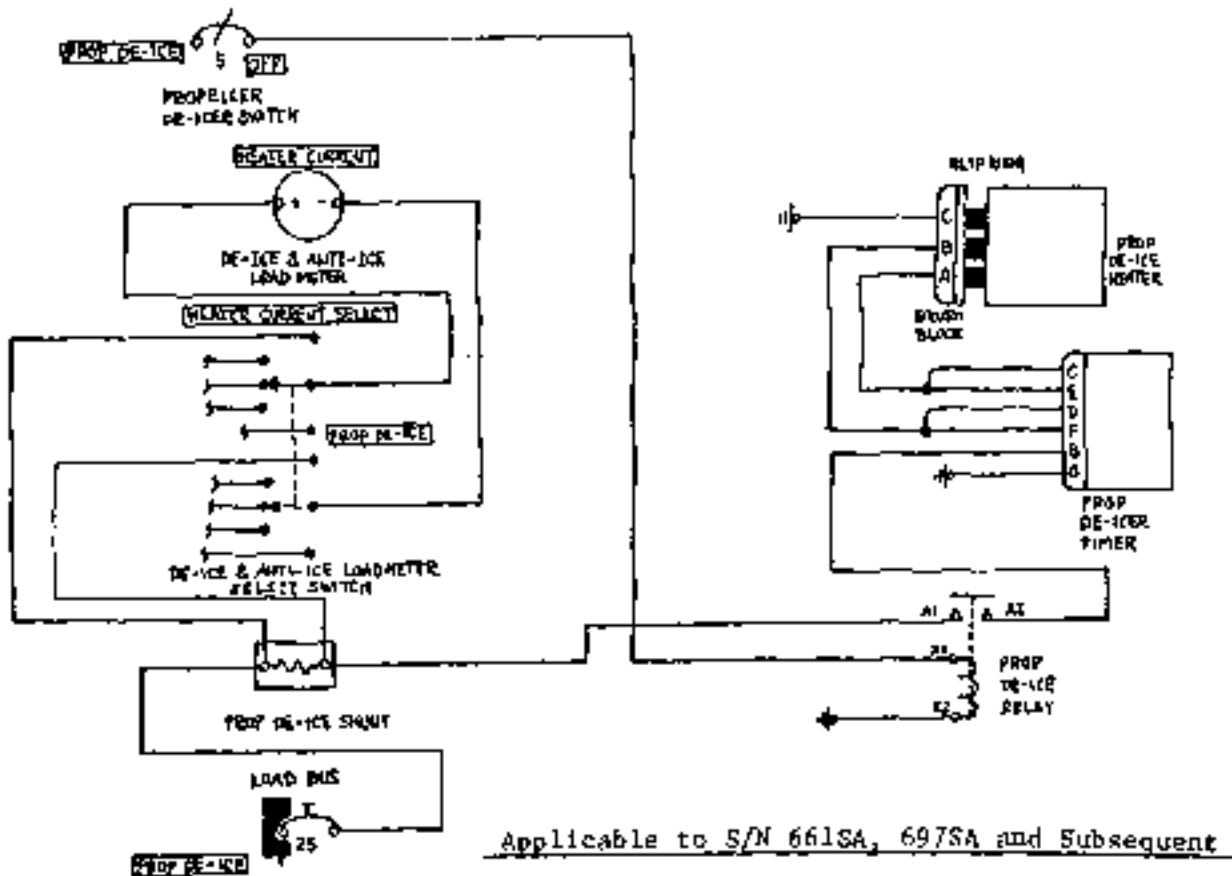 PROP DE-ICE
5
OFF
PROPELLER
DE-ICER SWITCH
HEATER CURRENT
+ -
DE-ICE & ANTI-ICE
LOAD METER
HEATER CURRENT SELECT
PROP DE-ICE
DE-ICE & ANTI-ICE LOADMETER
SELECT SWITCH
PROP DE-ICE SHUNT
LOAD BUS
25
PROP DE-ICE
SLIP RING
C
B
A
PROP
DE-ICE
HEATER
BRUSH
BLOCK
C
E
D
F
B
G
PROP
DE-ICER
TIMER
A1
A2
X1
X2
PROP
DE-ICE
RELAY
Applicable to S/N 661SA, 697SA and Subsequent